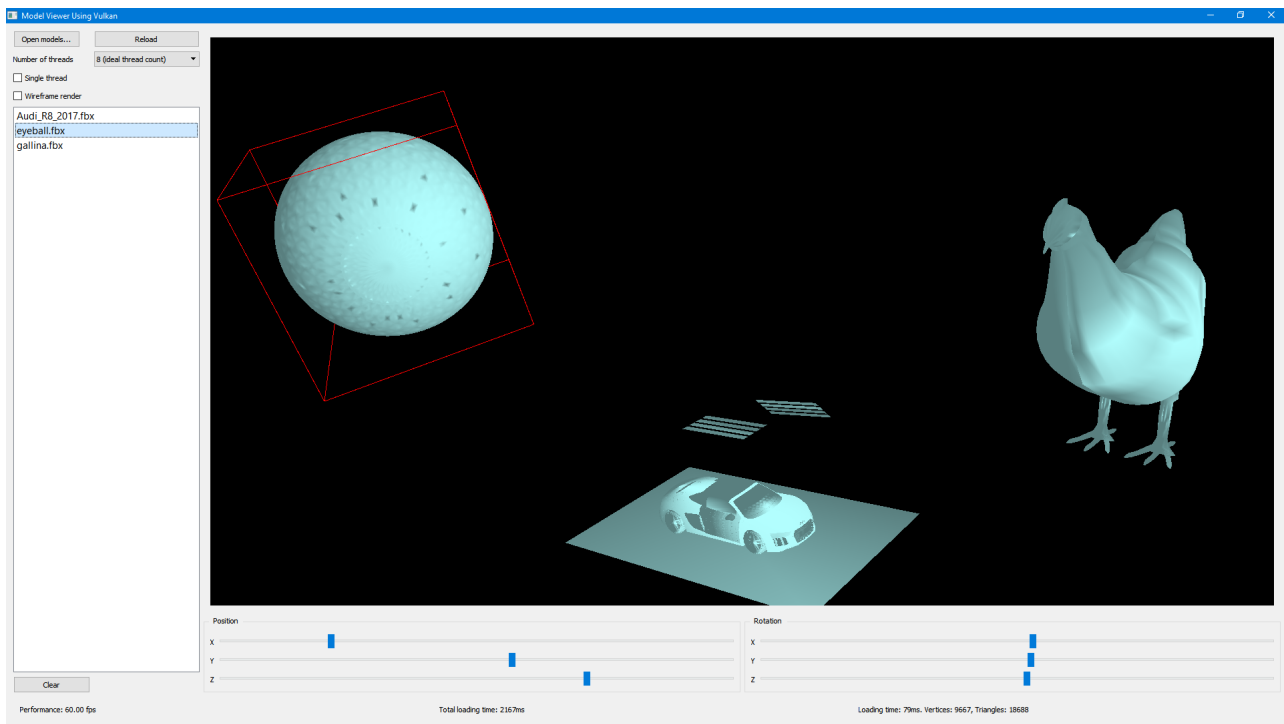 Model Viewer Using Vulkan
Open models...
Reload
Number of threads
8 (ideal thread count)
Single thread
Wireframe render
Audi_R8_2017.fbx
eyeball.fbx
gallina.fbx
Position
Rotation
X
X
Y
Y
Z
Z
Clear
Performance: 60.00 fps
Total loading time: 2167ms
Loading time: 79ms. Vertices: 9667, Triangles: 18688